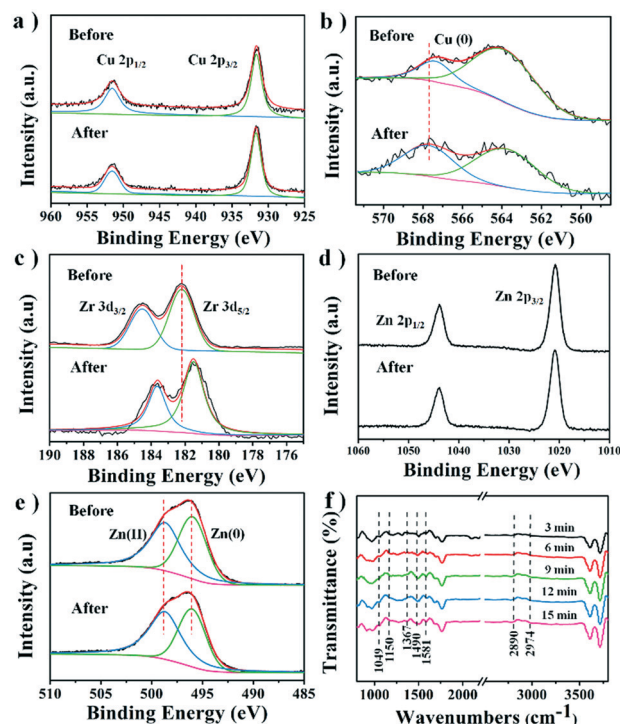 a )
Before
Cu 2p1/2
Cu 2p3/2
After
Intensity (a.u.)
960 955 950 945 940 935 930 925
Binding Energy (eV)
b )
Before
Cu (0)
After
Intensity (a.u.)
570 568 566 564 562 560
Binding Energy (eV)
c )
Before
Zr 3d3/2
Zr 3d5/2
After
Intensity (a.u)
190 187 184 181 178 175
Binding Energy (eV)
d )
Before
Zn 2p3/2
Zn 2p1/2
After
Intensity (a.u)
1060 1050 1040 1030 1020 1010
Binding Energy (eV)
e )
Before
Zn(II)
Zn(0)
After
Intensity (a.u)
510 505 500 495 490 485
Binding Energy (eV)
f )
3 min
6 min
9 min
12 min
15 min
1049
1150
1367
1490
1581
2890
2974
Transmittance (%)
1000 1500 2000 3000 3500
Wavenumbers (cm-1)